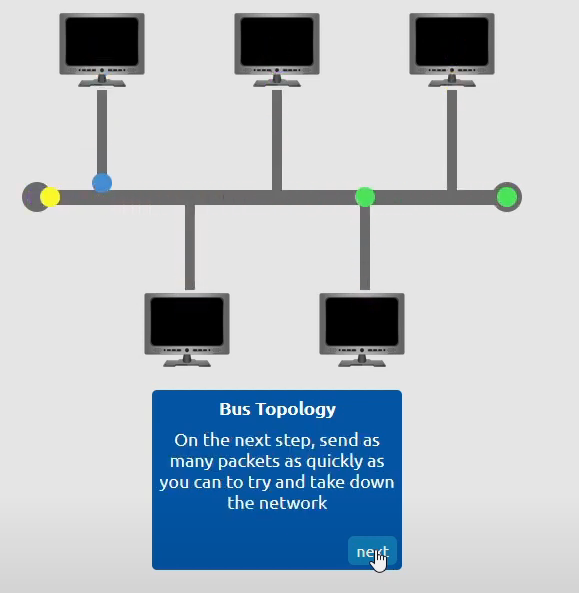 Bus Topology
On the next step, send as
many packets as quickly as
you can to try and take down
the network
next